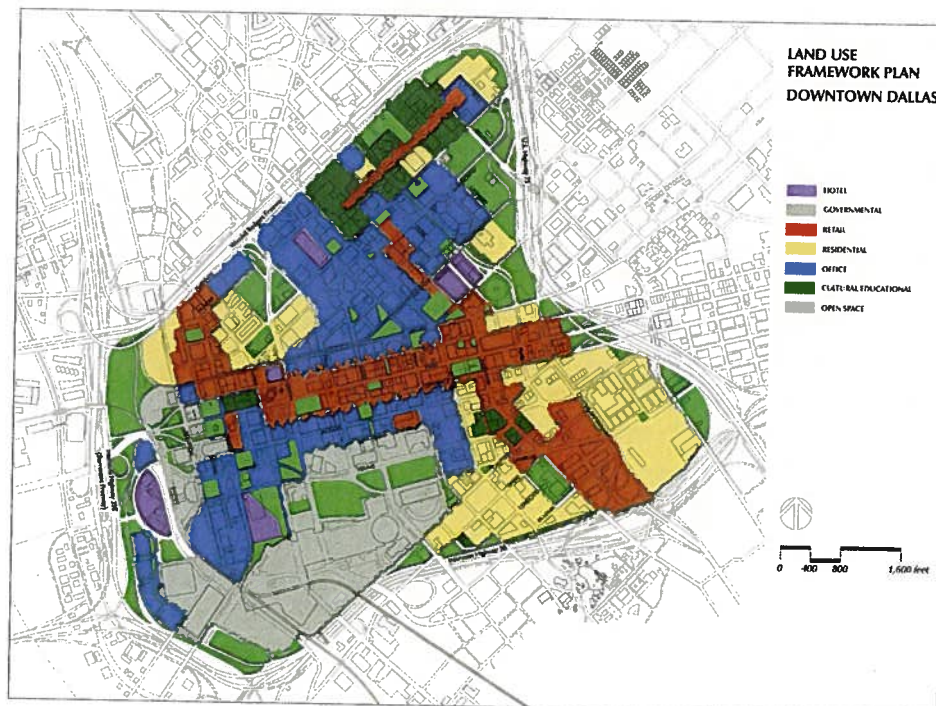 LAND USE
FRAMEWORK PLAN
DOWNTOWN DALLAS
HOTEL
GOVERNMENTAL
RETAIL
RESIDENTIAL
OFFICE
CULTURAL EDUCATIONAL
OPEN SPACE
0 400 800 1,600 feet